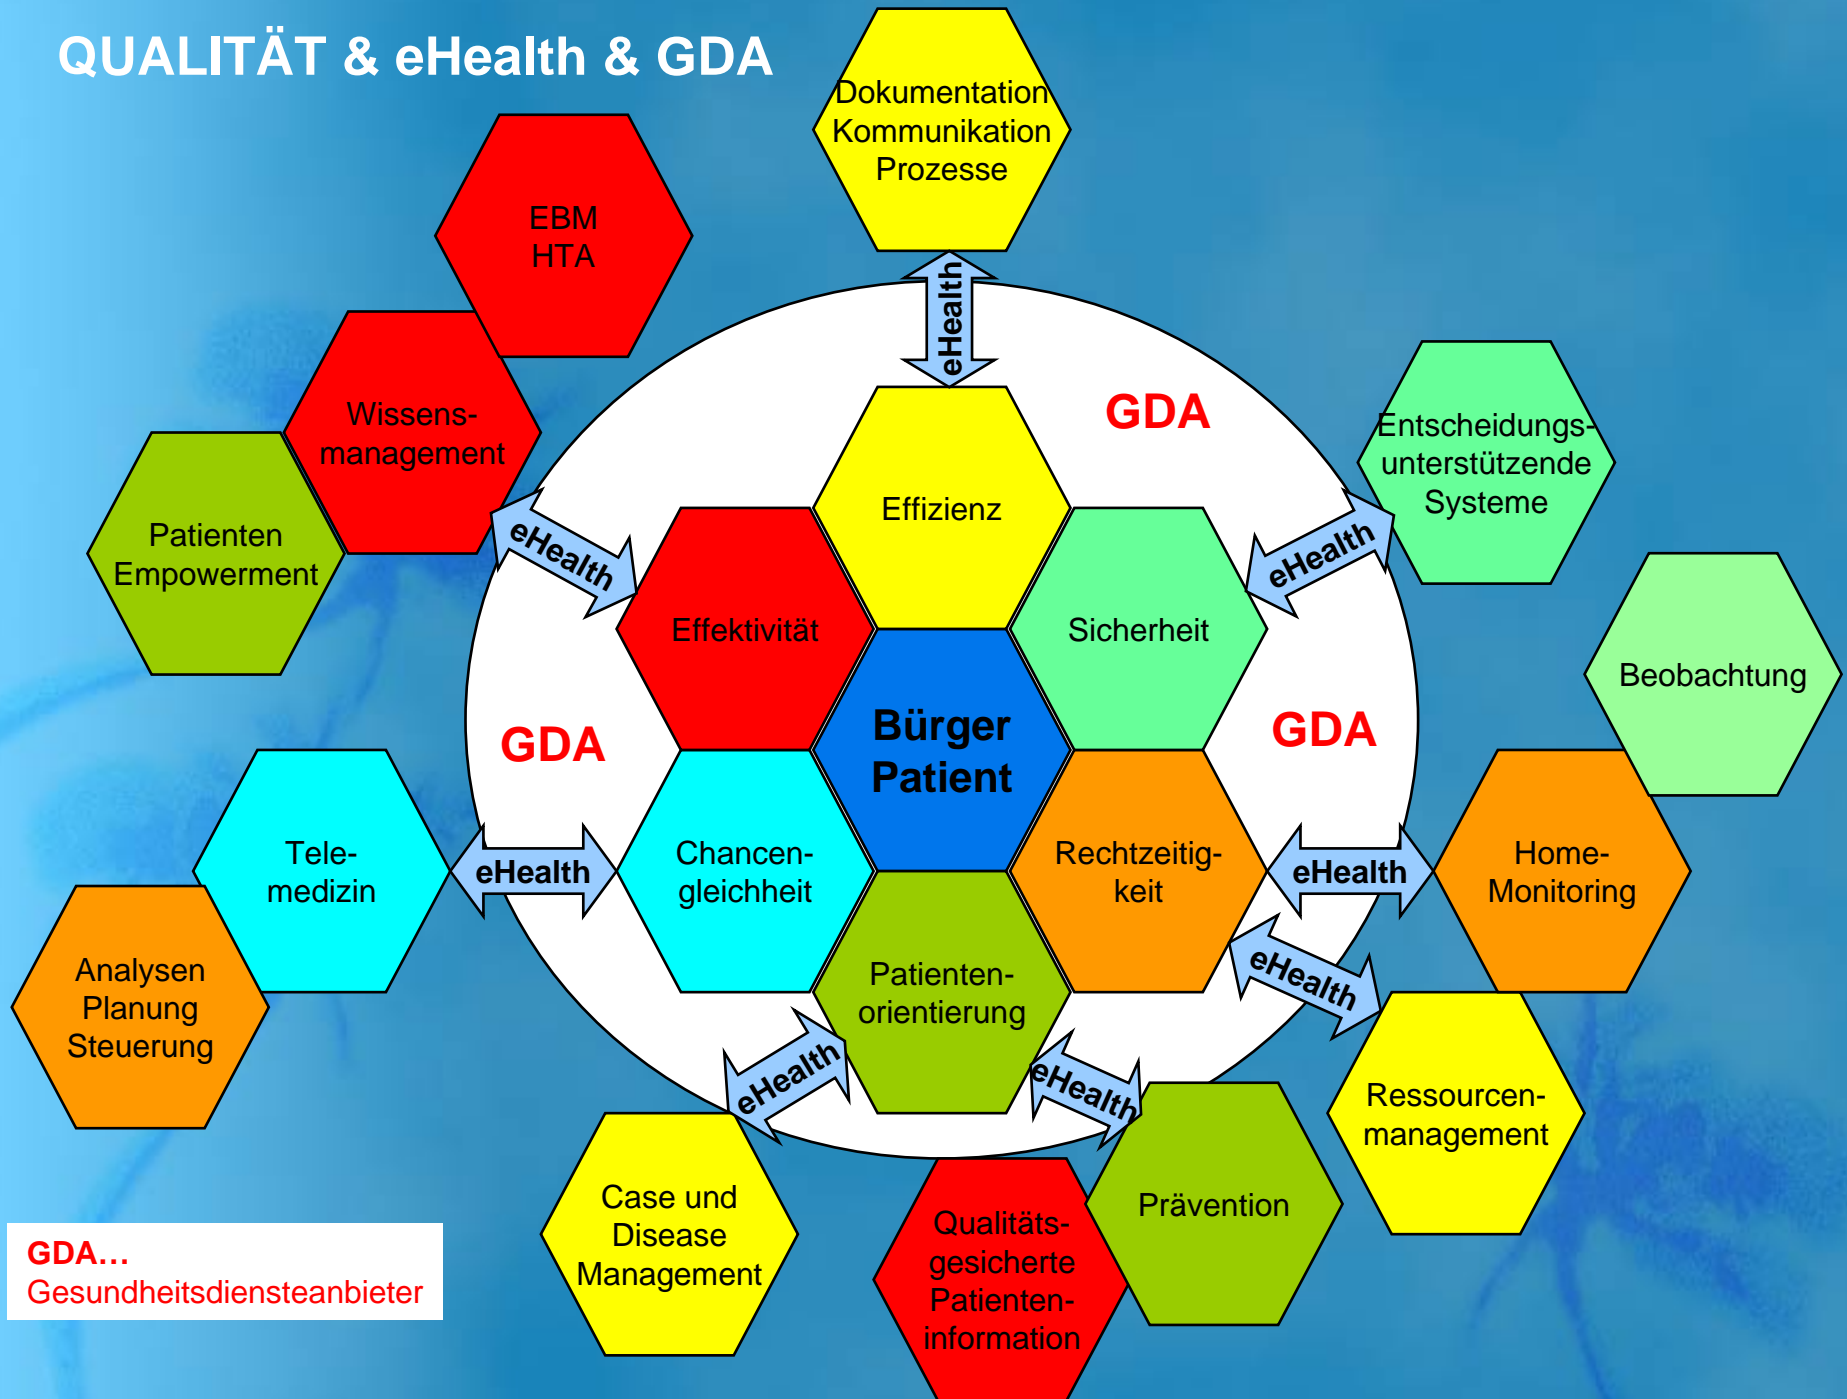 QUALITÄT & eHealth & GDA
Dokumentation
Kommunikation
Prozesse
EBM
HTA
eHealth
Wissens-
management
GDA
Entscheidungs-
unterstützende
Systeme
Patienten
Empowerment
eHealth
Effizienz
eHealth
Effektivität
Sicherheit
Beobachtung
GDA
Bürger
Patient
GDA
Tele-
medizin
eHealth
Chancen-
gleichheit
Rechtzeitig-
keit
eHealth
Home-
Monitoring
Analysen
Planung
Steuerung
Patienten-
orientierung
eHealth
eHealth
eHealth
Ressourcen-
management
Case und
Disease
Management
Qualitäts-
gesicherte
Patienten-
information
Prävention
GDA...
Gesundheitsdiensteanbieter